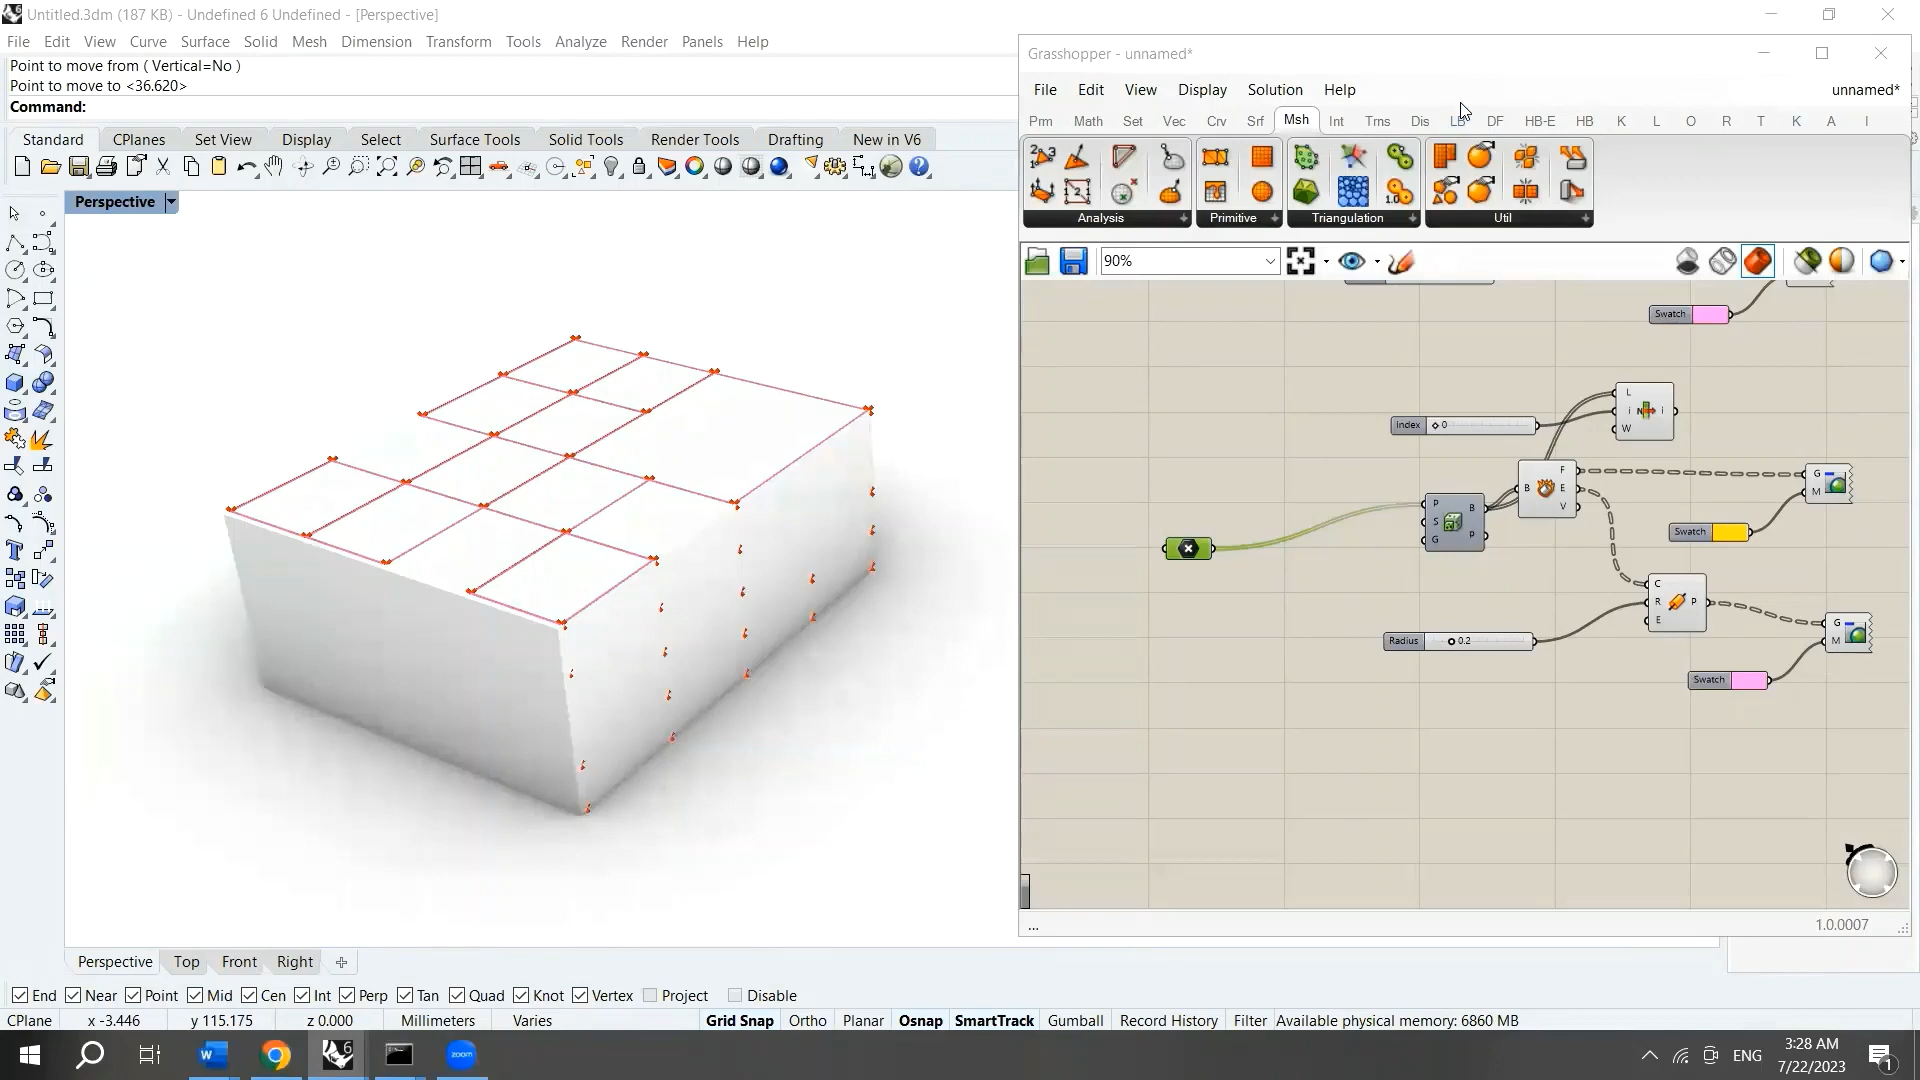 Untitled.3dm (187 KB) - Undefined 6 Undefined - [Perspective]
File Edit View Curve Surface Solid Mesh Dimension Transform Tools Analyze Render Panels Help
Point to move from ( Vertical=No )
Point to move to <36.620>
Command:
Standard CPlanes Set View Display Select Surface Tools Solid Tools Mesh Tools Render Tools Drafting New in V6
Perspective
Grasshopper - unnamed*
File Edit View Display Solution Help unnamed*
Prm Math Set Vec Crv Srf Msh Int Trns Dis LB DF HB-E HB K L O R T K A I
Analysis Primitive Triangulation Util
90%
Swatch
Index 0
L
i N i
W
F
B E
V
G
M
P B
S P
G
Swatch
C
R P
E
Radius 0.2
G
M
Swatch
... 1.0.0007
Perspective Top Front Right
End Near Point Mid Cen Int Perp Tan Quad Knot Vertex Project Disable
CPlane x -3.446 y 115.175 z 0.000 Millimeters Varies Grid Snap Ortho Planar Osnap SmartTrack Gumball Record History Filter Available physical memory: 6860 MB
W 6 zoom ENG
3:28 AM
7/22/2023
1